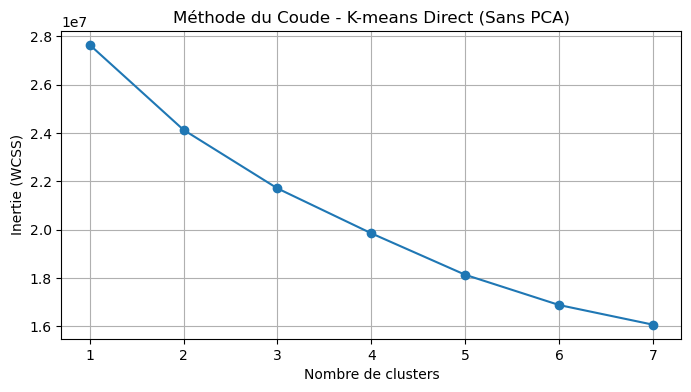 Méthode du Coude - K-means Direct (Sans PCA)
1e7
2.8
2.6
2.4
2.2
2.0
1.8
1.6
Inertie (WCSS)
1 2 3 4 5 6 7
Nombre de clusters